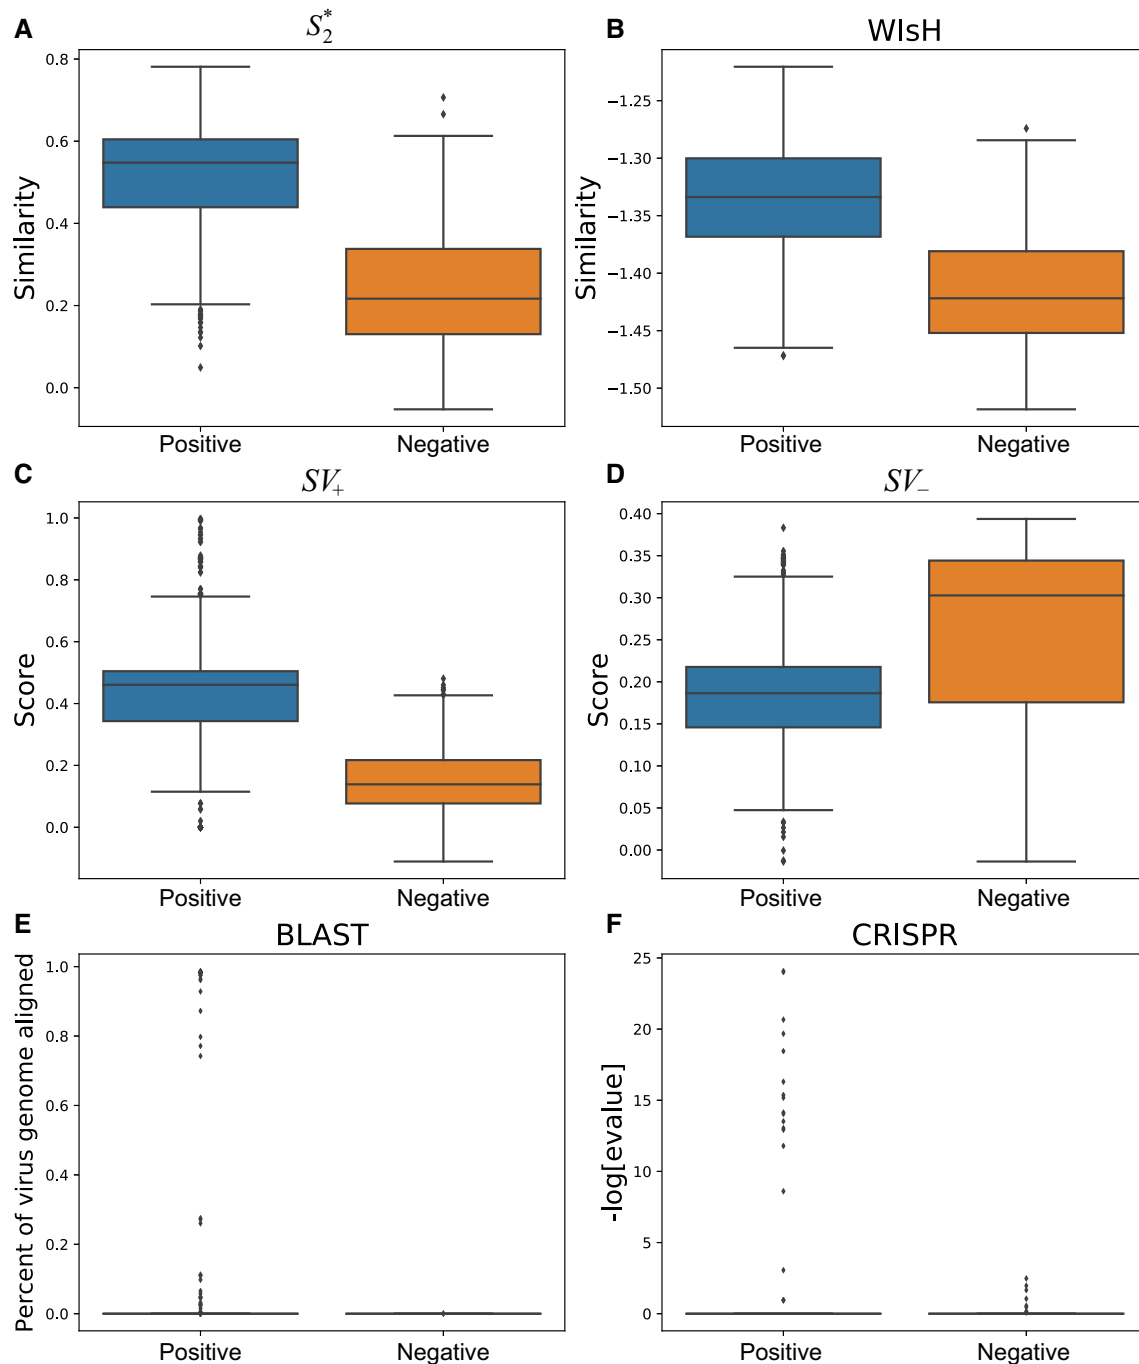 A
S*2
Similarity
0.8
0.6
0.4
0.2
0.0
Positive
Negative
B
WIsH
Similarity
−1.25
−1.30
−1.35
−1.40
−1.45
−1.50
Positive
Negative
C
SV+
Score
1.0
0.8
0.6
0.4
0.2
0.0
Positive
Negative
D
SV−
Score
0.40
0.35
0.30
0.25
0.20
0.15
0.10
0.05
0.00
Positive
Negative
E
BLAST
Percent of virus genome aligned
1.0
0.8
0.6
0.4
0.2
0.0
Positive
Negative
F
CRISPR
-log[evalue]
25
20
15
10
5
0
Positive
Negative